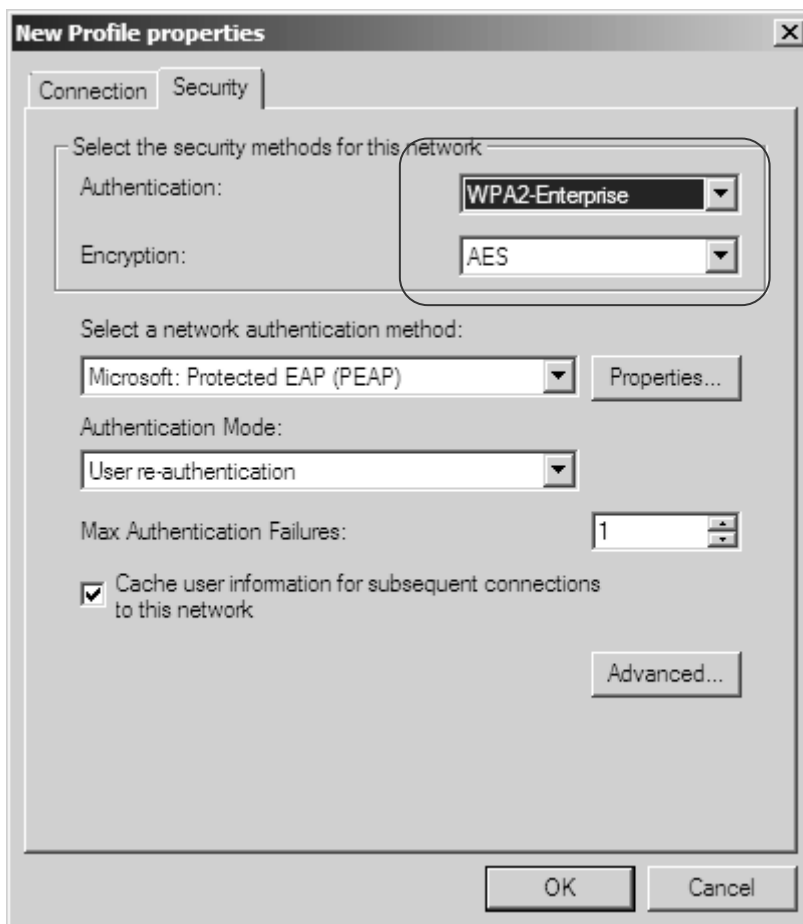 New Profile properties
Connection
Security
Select the security methods for this network
Authentication:
WPA2-Enterprise
Encryption:
AES
Select a network authentication method:
Microsoft: Protected EAP (PEAP)
Properties...
Authentication Mode:
User re-authentication
Max Authentication Failures:
1
Cache user information for subsequent connections
to this network
Advanced...
OK
Cancel